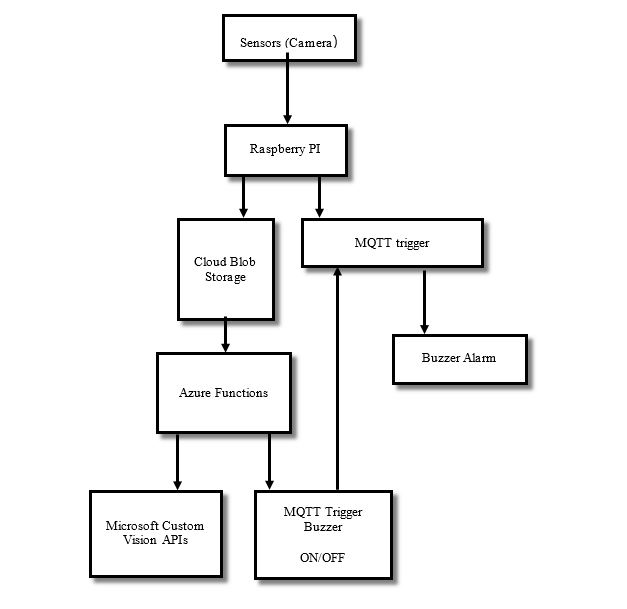 Sensors (Camera)
Raspberry PI
MQTT trigger
Cloud Blob
Storage
Buzzer Alarm
Azure Functions
Microsoft Custom
Vision APIs
MQTT Trigger
Buzzer
ON/OFF